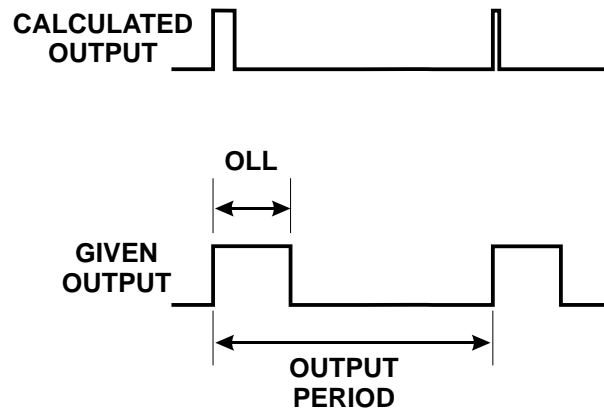 CALCULATED
OUTPUT
OLL
GIVEN
OUTPUT
OUTPUT
PERIOD